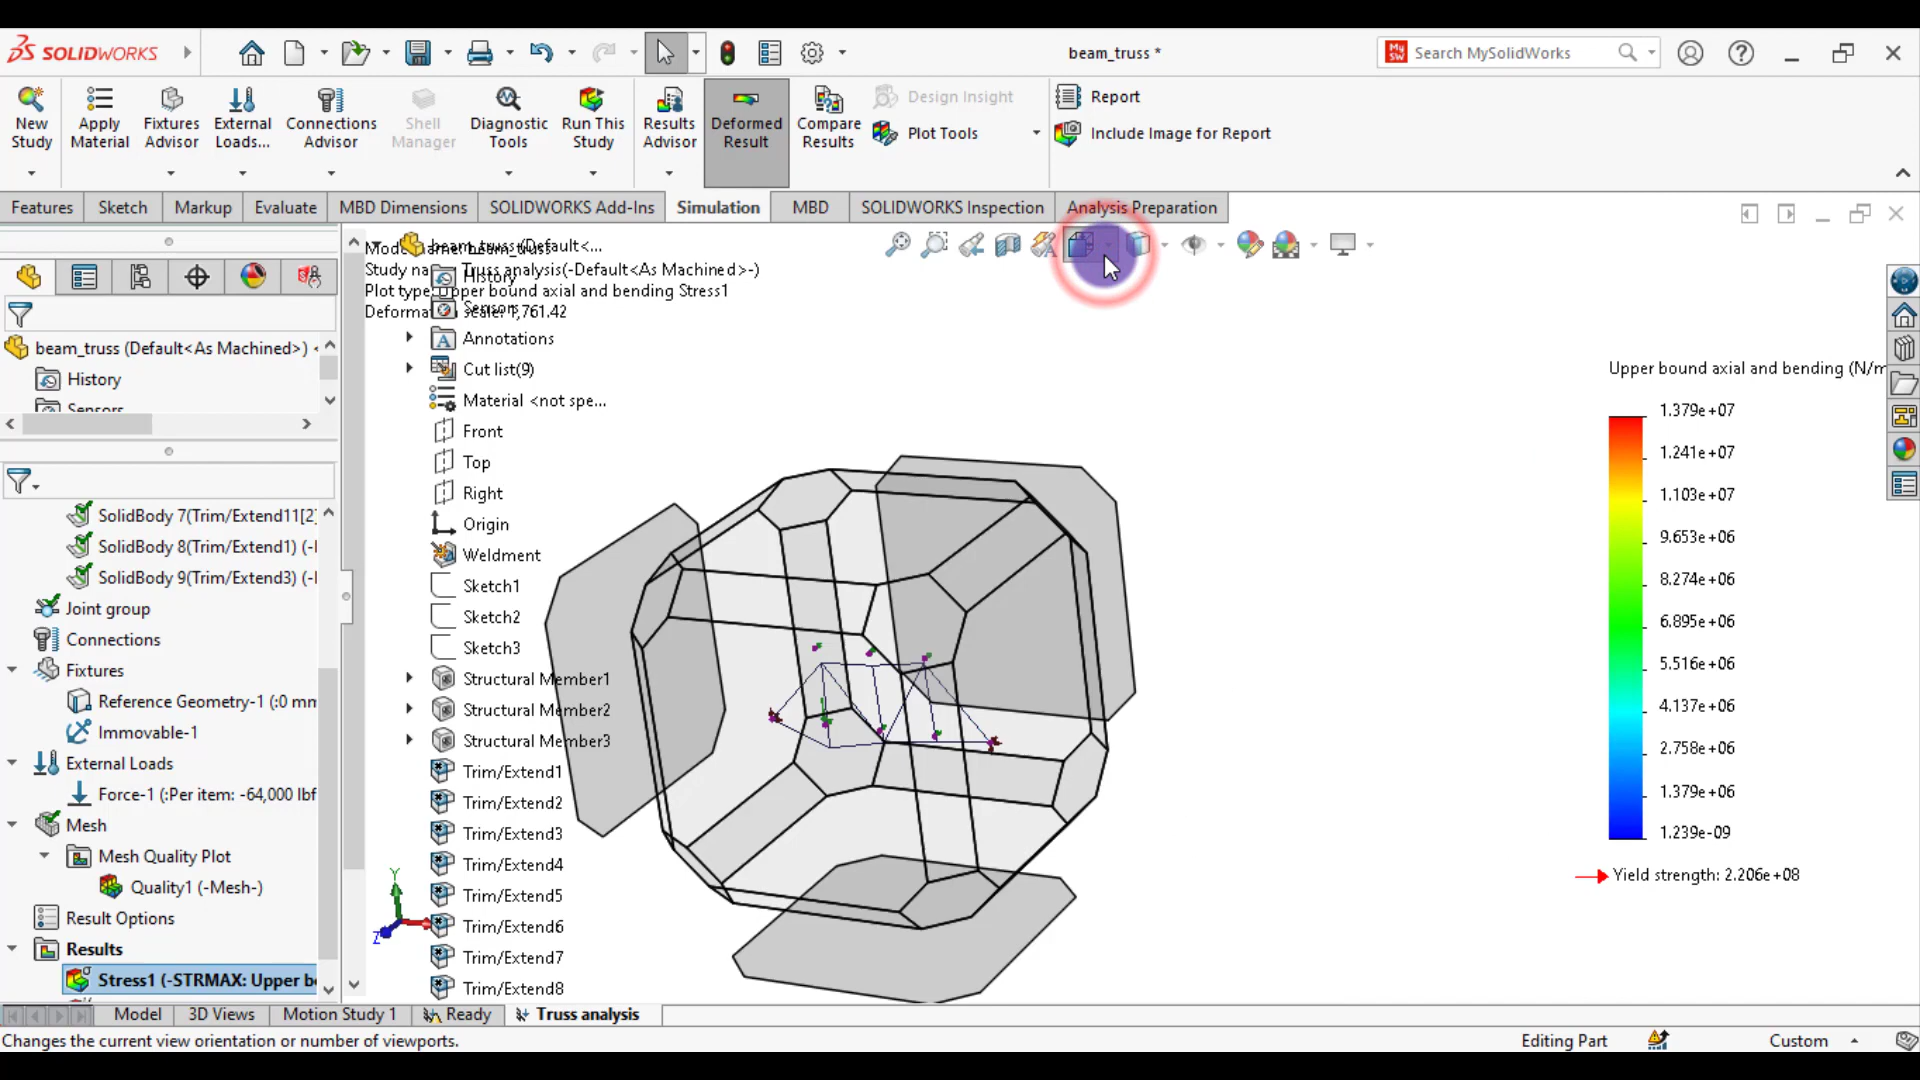 SOLIDWORKS
beam_truss *
Search MySolidWorks
New Study
Apply Material
Fixtures Advisor
External Loads...
Connections Advisor
Shell Manager
Diagnostic Tools
Run This Study
Results Advisor
Deformed Result
Compare Results
Design Insight
Plot Tools
Report
Include Image for Report
Features
Sketch
Markup
Evaluate
MBD Dimensions
SOLIDWORKS Add-Ins
Simulation
MBD
SOLIDWORKS Inspection
Analysis Preparation
beam_truss (Default<As Machined>)
History
Sensors
SolidBody 7(Trim/Extend11[2]
SolidBody 8(Trim/Extend1) (-
SolidBody 9(Trim/Extend3) (-
Joint group
Connections
Fixtures
Reference Geometry-1 (:0 mm
Immovable-1
External Loads
Force-1 (:Per item: -64,000 lbf
Mesh
Mesh Quality Plot
Quality1 (-Mesh-)
Result Options
Results
Stress1 (-STRMAX: Upper b
beam_truss (Default<...
Truss analysis(-Default<As Machined>-)
Plot type: Upper bound axial and bending Stress1
History
Annotations
Cut list(9)
Material <not spe...
Front
Top
Right
Origin
Weldment
Sketch1
Sketch2
Sketch3
Structural Member1
Structural Member2
Structural Member3
Trim/Extend1
Trim/Extend2
Trim/Extend3
Trim/Extend4
Trim/Extend5
Trim/Extend6
Trim/Extend7
Trim/Extend8
Y
Z
Upper bound axial and bending (N/m
1.379e+07
1.241e+07
1.103e+07
9.653e+06
8.274e+06
6.895e+06
5.516e+06
4.137e+06
2.758e+06
1.379e+06
1.239e-09
Yield strength: 2.206e+08
Model
3D Views
Motion Study 1
Ready
Truss analysis
Changes the current view orientation or number of viewports.
Editing Part
Custom